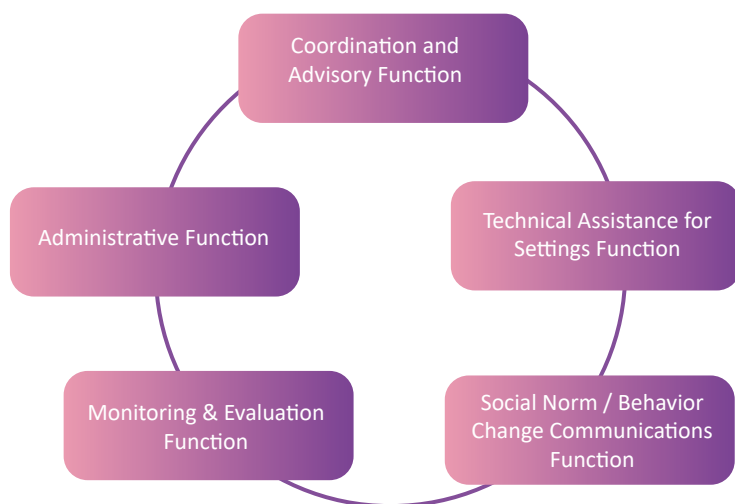 Coordination and
Advisory Function
Technical Assistance for
Settings Function
Social Norm / Behavior
Change Communications
Function
Monitoring & Evaluation
Function
Administrative Function